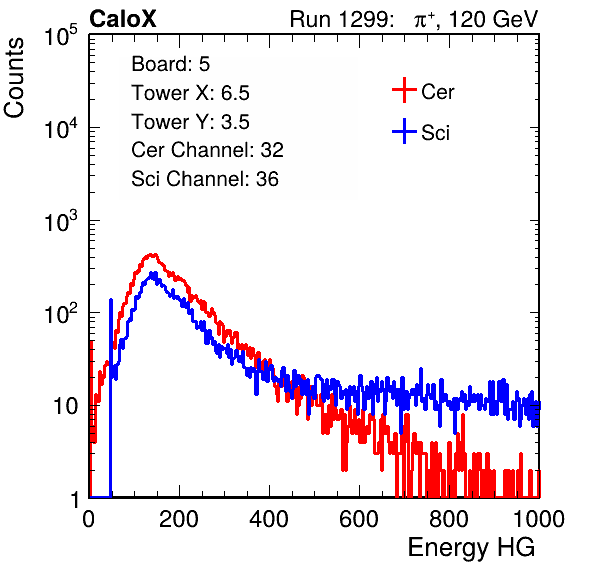 CaloX Run 1299: π⁺, 120 GeV
Counts
Board: 5
Tower X: 6.5
Tower Y: 3.5
Cer Channel: 32
Sci Channel: 36
Cer
Sci
10⁵
10⁴
10³
10²
10
1
0 200 400 600 800 1000
Energy HG